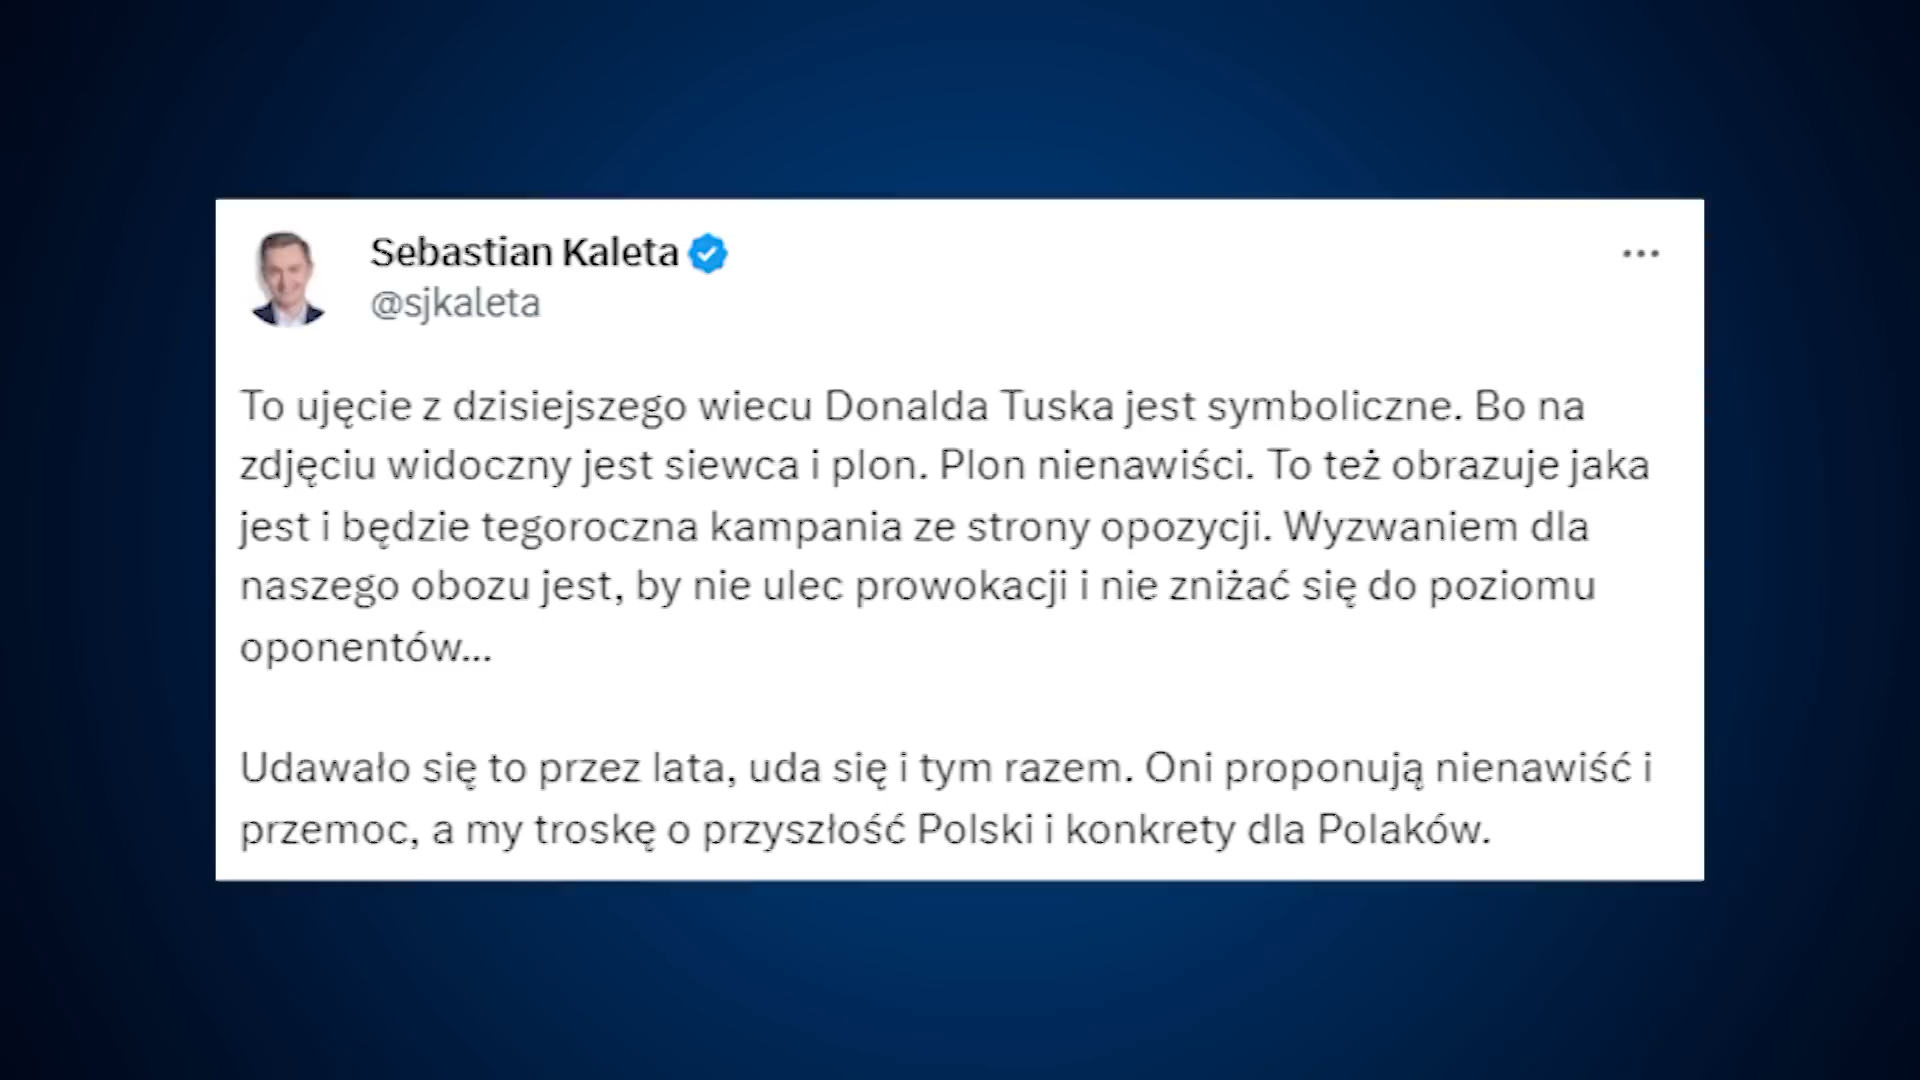 Sebastian Kaleta
@sjkaleta
To ujęcie z dzisiejszego wiecu Donalda Tuska jest symboliczne. Bo na
zdjęciu widoczny jest siewca i plon. Plon nienawiści. To też obrazuje jaka
jest i będzie tegoroczna kampania ze strony opozycji. Wyzwaniem dla
naszego obozu jest, by nie ulec prowokacji i nie zniżać się do poziomu
oponentów...
Udawało się to przez lata, uda się i tym razem. Oni proponują nienawiść i
przemoc, a my troskę o przyszłość Polski i konkrety dla Polaków.